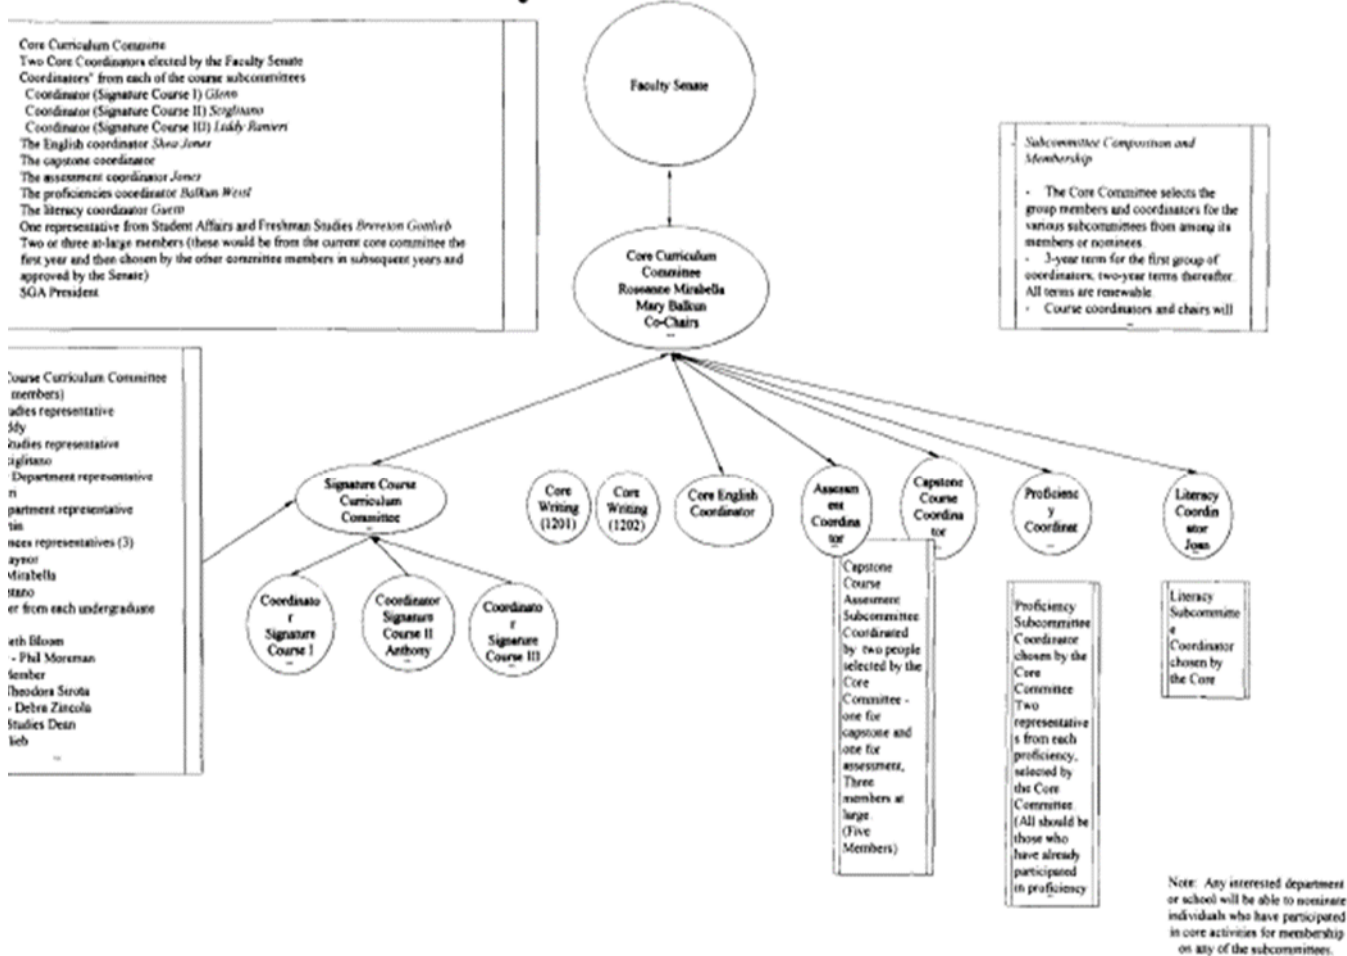 Core Curriculum Committe
Two Core Coordinators elected by the Faculty Senate
Coordinators" from each of the course subcommittees
Coordinator (Signature Course I) Glenn
Coordinator (Signature Course II) Sciglitano
Coordinator (Signature Course III) Liddy Ranieri
The English coordinator Shea Jones
The capstone coordinator
The assessment coordinator Jones
The proficiencies coordinator Balkun Weisl
The literacy coordinator Guerin
One representative from Student Affairs and Freshman Studies Brereton Gottlieb
Two or three at-large members (these would be from the current core committee the
first year and then chosen by the other committee members in subsequent years and
approved by the Senate)
SGA President
Faculty Senate
Subcommittee Composition and
Membership
- The Core Committee selects the
group members and coordinators for the
various subcommittees from among its
members or nominees.
- 3-year term for the first group of
coordinators, two-year terms thereafter.
All terms are renewable.
- Course coordinators and chairs will
Core Curriculum
Committee
Roseanne Mirabella
Mary Balkun
Co-Chairs
Course Curriculum Committee
members)
udies representative
ddy
Studies representative
iglitano
Department representative
n
partment representative
tin
nces representatives (3)
aynor
Mirabella
stano
er from each undergraduate
eth Bloom
- Phil Moreman
Member
Theodora Sirota
- Debra Zinicola
Studies Dean
lieb
Signature Course
Curriculum
Committee
Core
Writing
(1201)
Core
Writing
(1202)
Core English
Coordinator
Assessm
ent
Coordina
tor
Capstone
Course
Coordina
tor
Proficienc
y
Coordinat
Literacy
Coordin
ator
Joan
Coordinato
r
Signature
Course I
Coordinator
Signature
Course II
Anthony
Coordinato
r
Signature
Course III
Capstone
Course
Assesment
Subcommittee
Coordinated
by two people
selected by the
Core
Committee -
one for
capstone and
one for
assessment,
Three
members at
large.
(Five
Members)
Proficiency
Subcommittee
Coordinator
chosen by the
Core
Committee
Two
representative
s from each
proficiency,
selected by
the Core
Committee.
(All should be
those who
have already
participated
in proficiency
Literacy
Subcommitte
e
Coordinator
chosen by
the Core
Note: Any interested department
or school will be able to nominate
individuals who have participated
in core activities for membership
on any of the subcommittees.